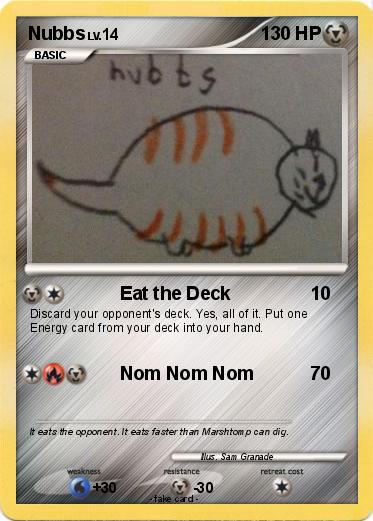 Nubbs LV.14 130 HP
BASIC
nubbs
Eat the Deck 10
Discard your opponent's deck. Yes, all of it. Put one
Energy card from your deck into your hand.
Nom Nom Nom 70
It eats the opponent. It eats faster than Marshtomp can dig.
Illus. Sam Granade
weakness resistance retreat cost
+30 -30
- fake card -